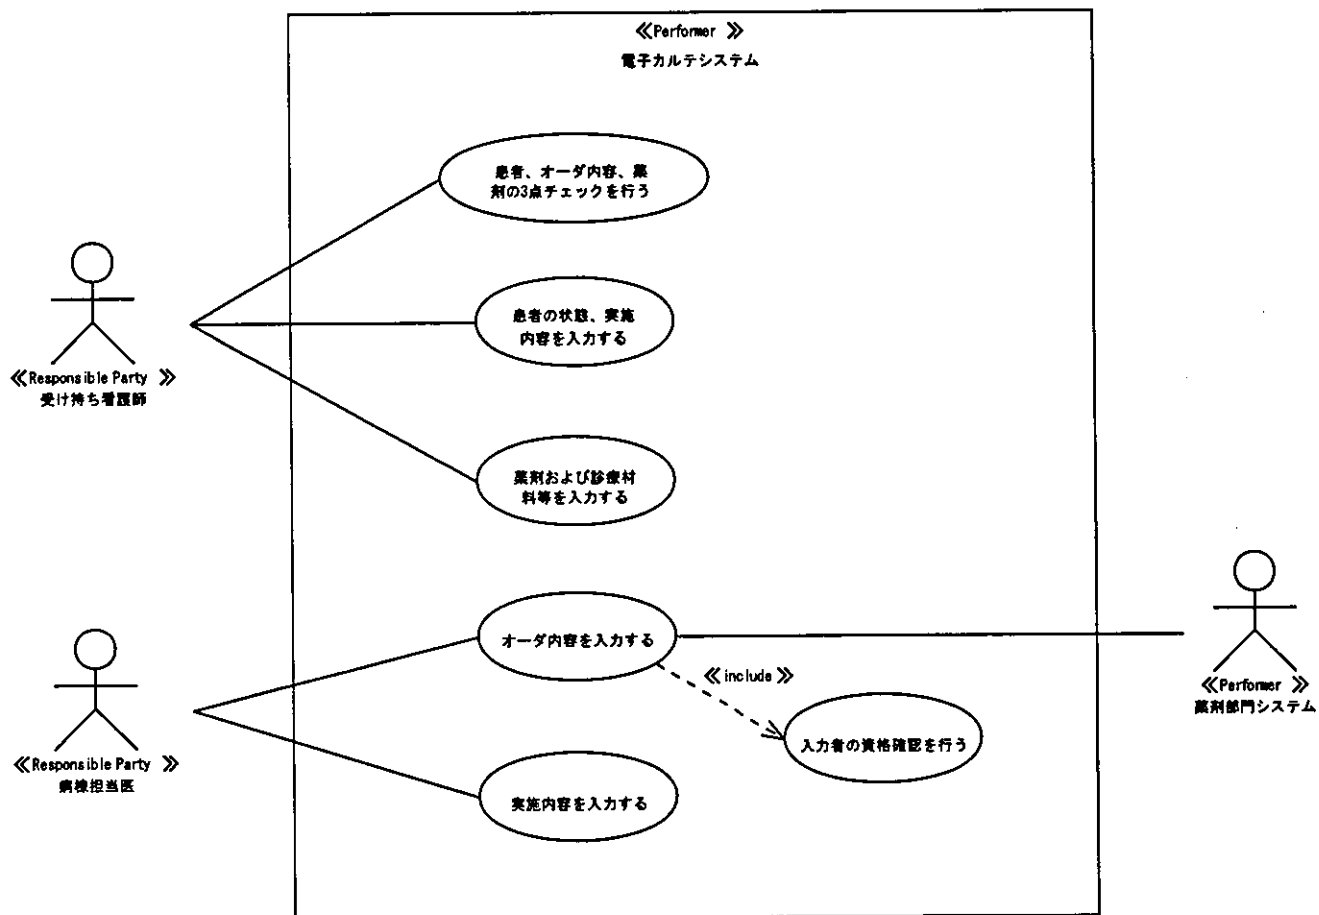 ≪Performer ≫
電子カルテシステム
患者、オーダ内容、薬
剤の3点チェックを行う
患者の状態、実施
内容を入力する
≪Responsible Party ≫
受け持ち看護師
薬剤および診療材
料等を入力する
オーダ内容を入力する
≪include ≫
≪Performer ≫
薬剤部門システム
入力者の資格確認を行う
≪Responsible Party ≫
病棟担当医
実施内容を入力する